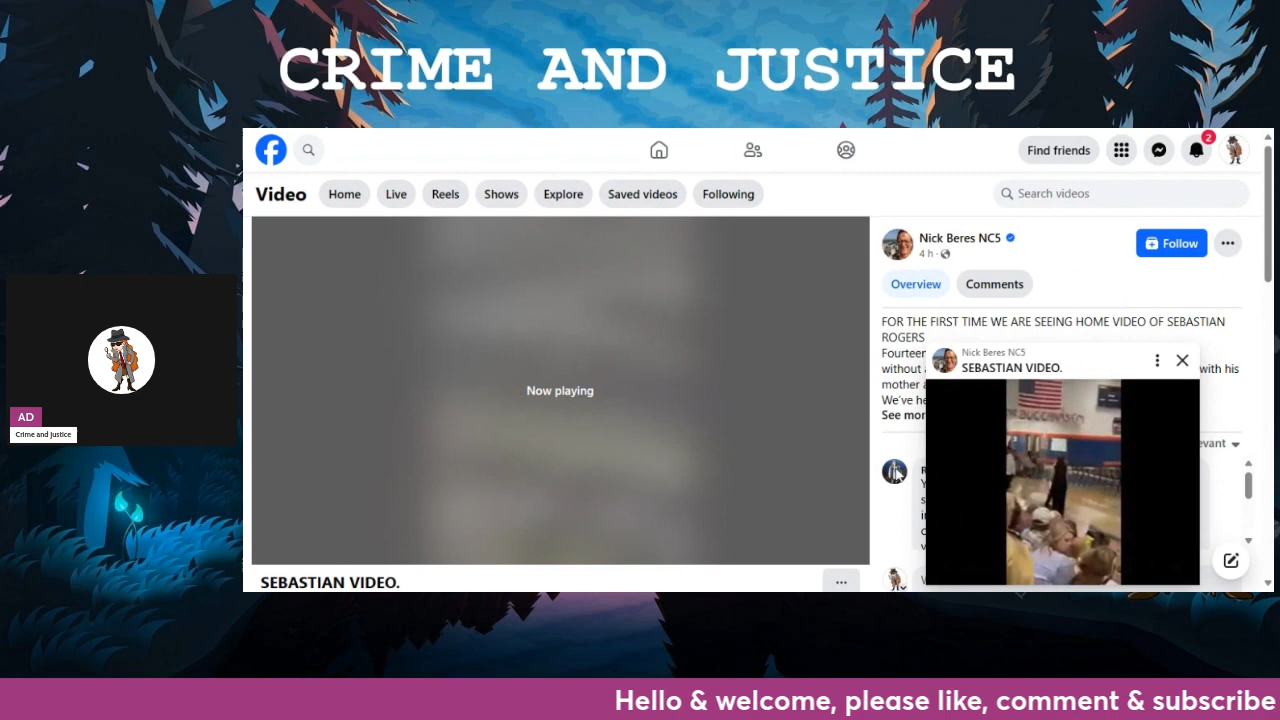 CRIME AND JUSTICE
Find friends
2
Video
Home
Live
Reels
Shows
Explore
Saved videos
Following
Search videos
Now playing
SEBASTIAN VIDEO.
Nick Beres NC5
4 h
Follow
Overview
Comments
FOR THE FIRST TIME WE ARE SEEING HOME VIDEO OF SEBASTIAN
ROGERS
Fourteen
without
with his
mother
We've he
See mor
evant
Nick Beres NC5
SEBASTIAN VIDEO.
AD
Crime and Justice
Hello & welcome, please like, comment & subscribe